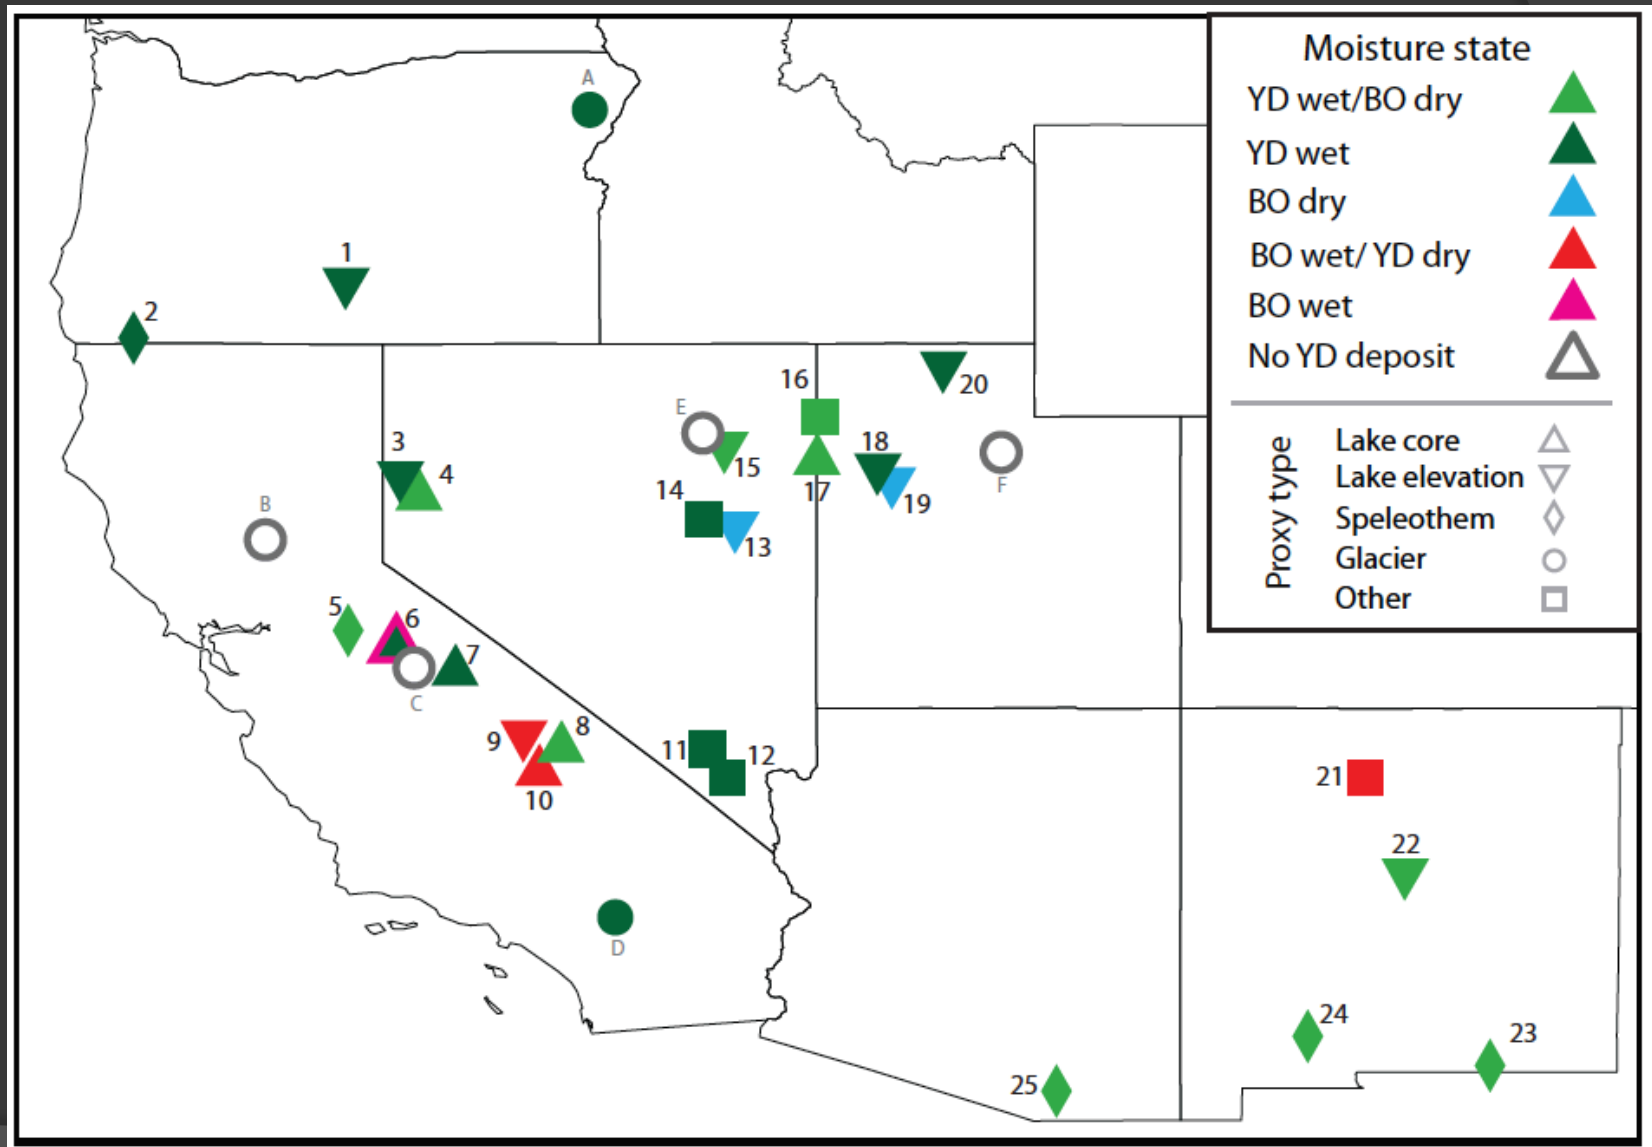 Moisture state
YD wet/BO dry
YD wet
BO dry
BO wet/ YD dry
BO wet
No YD deposit
Proxy type
Lake core
Lake elevation
Speleothem
Glacier
Other
A
1
2
20
16
E
15
17
18
19
F
3
4
14
13
B
5
6
7
C
8
9
10
11
12
21
22
D
24
23
25